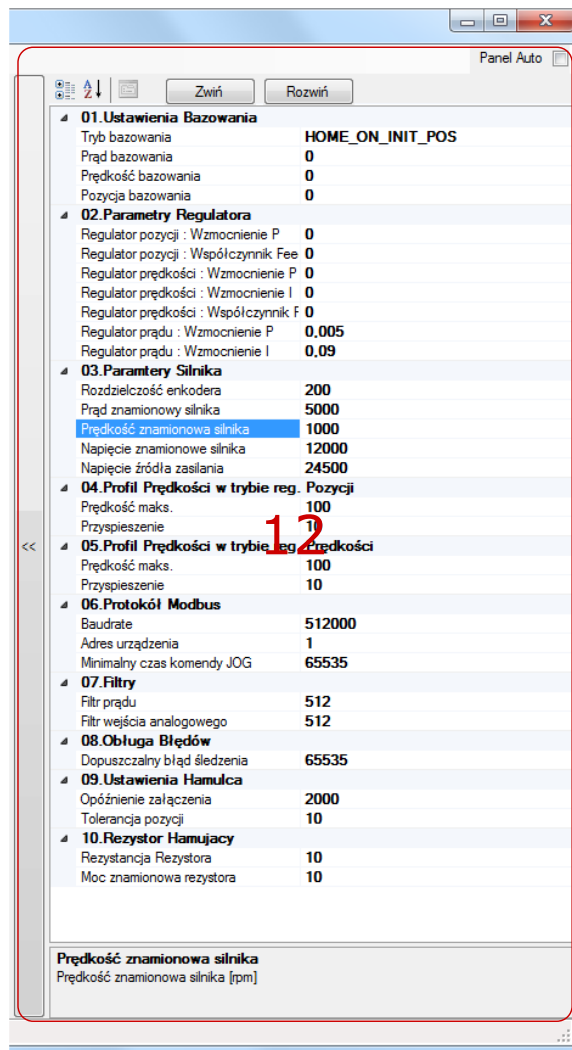 Panel Auto
Zwiń Rozwiń
01.Ustawienia Bazowania
Tryb bazowania HOME_ON_INIT_POS
Prąd bazowania 0
Prędkość bazowania 0
Pozycja bazowania 0
02.Parametry Regulatora
Regulator pozycji : Wzmocnienie P 0
Regulator pozycji : Współczynnik Fee 0
Regulator prędkości : Wzmocnienie P 0
Regulator prędkości : Wzmocnienie I 0
Regulator prędkości : Współczynnik F 0
Regulator prądu : Wzmocnienie P 0,005
Regulator prądu : Wzmocnienie I 0,09
03.Paramtery Silnika
Rozdzielczość enkodera 200
Prąd znamionowy silnika 5000
Prędkość znamionowa silnika 1000
Napięcie znamionowe silnika 12000
Napięcie źródła zasilania 24500
04.Profil Prędkości w trybie reg. Pozycji
Prędkość maks. 100
Przyspieszenie 10
12
<< 05.Profil Prędkości w trybie reg. Prędkości
Prędkość maks. 100
Przyspieszenie 10
06.Protokół Modbus
Baudrate 512000
Adres urządzenia 1
Minimalny czas komendy JOG 65535
07.Filtry
Filtr prądu 512
Filtr wejścia analogowego 512
08.Obługa Błędów
Dopuszczalny błąd śledzenia 65535
09.Ustawienia Hamulca
Opóźnienie załączenia 2000
Tolerancja pozycji 10
10.Rezystor Hamujacy
Rezystancja Rezystora 10
Moc znamionowa rezystora 10
Prędkość znamionowa silnika
Prędkość znamionowa silnika [rpm]